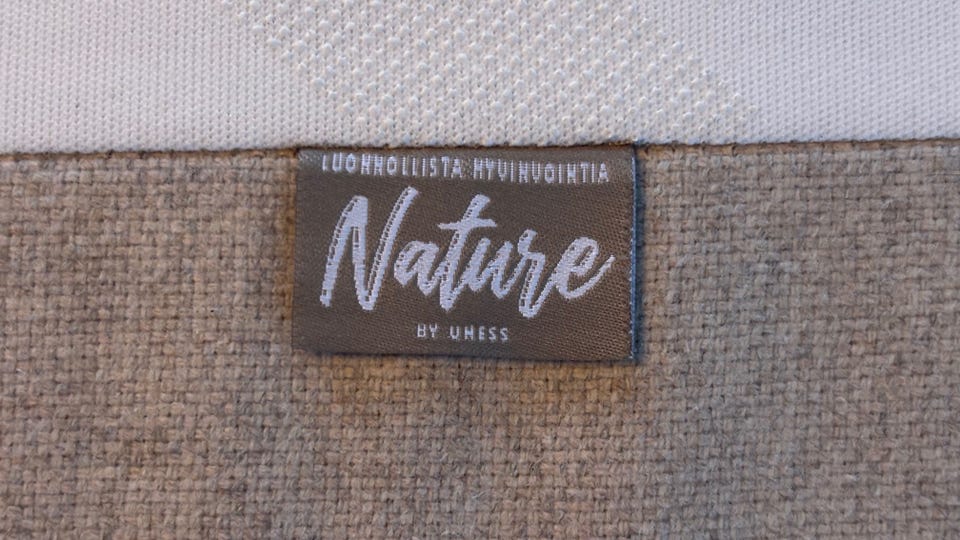 LUONNOLLISTA HYVINVOINTIA
Nature
BY UNESS